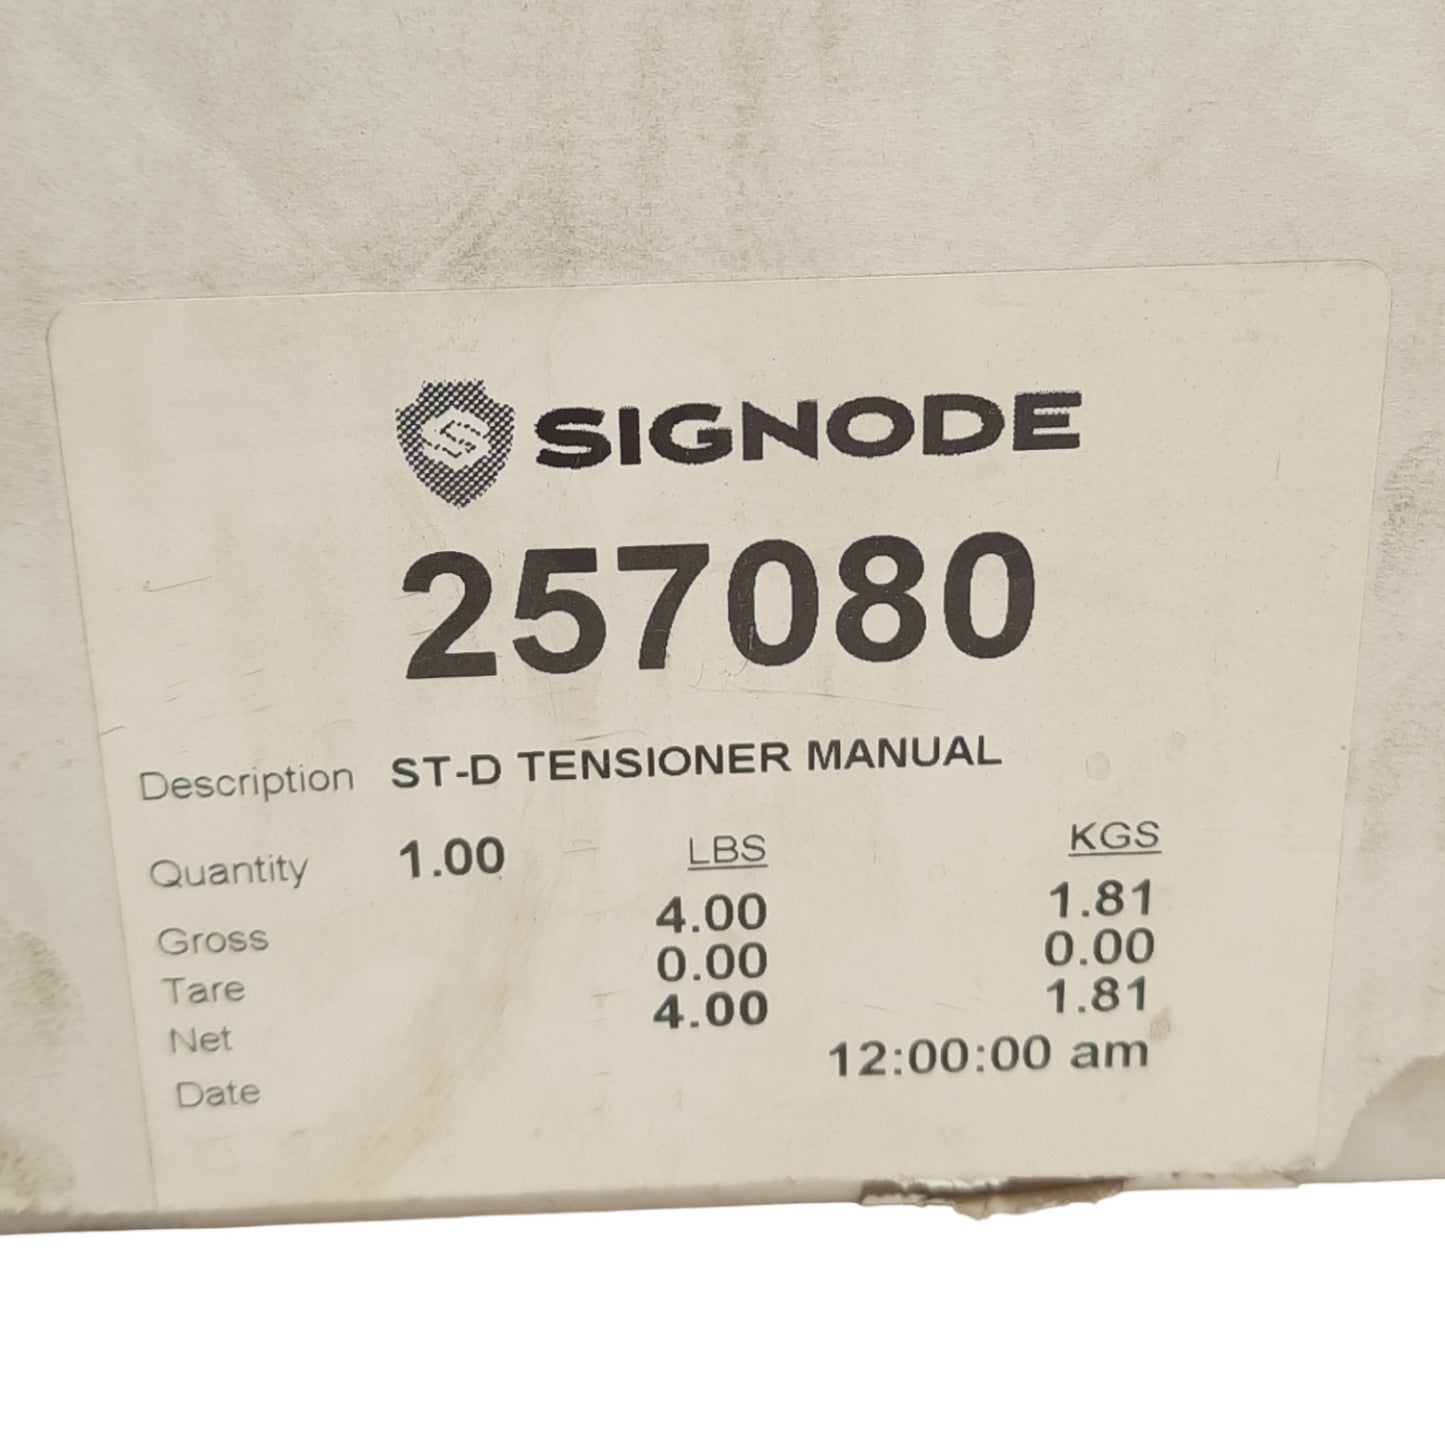 SIGNODE
257080
Description ST-D TENSIONER MANUAL
Quantity 1.00 LBS KGS
Gross 4.00 1.81
Tare 0.00 0.00
Net 4.00 1.81
Date 12:00:00 am